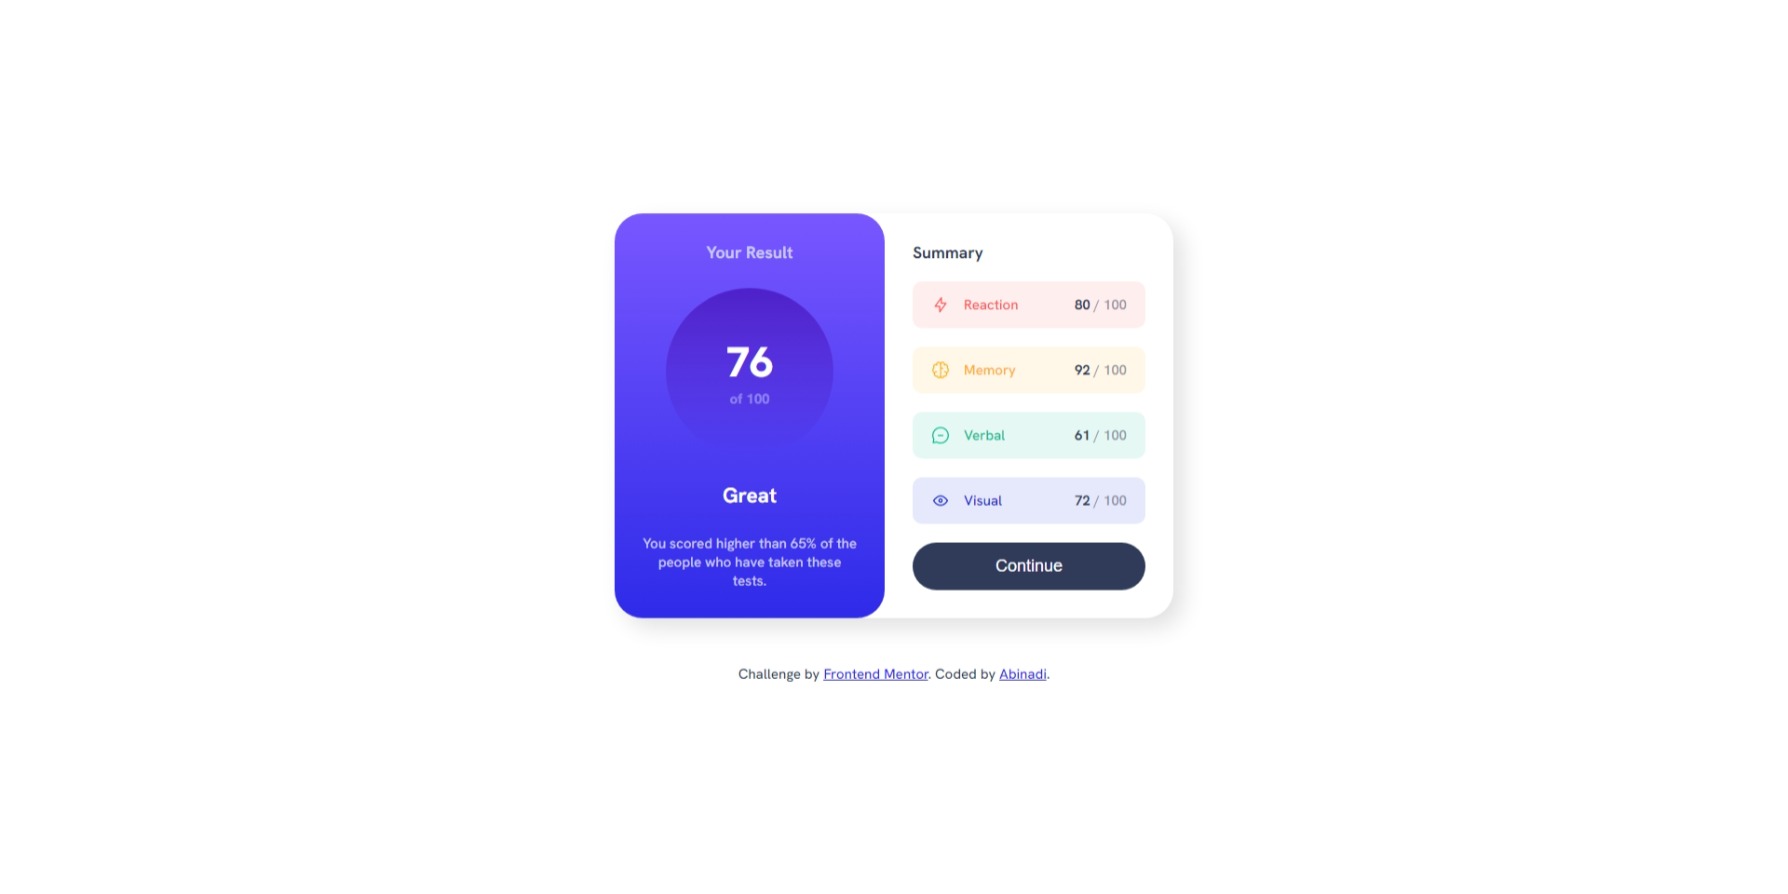 Your Result
76
of 100
Great
You scored higher than 65% of the
people who have taken these
tests.
Summary
Reaction 80 / 100
Memory 92 / 100
Verbal 61 / 100
Visual 72 / 100
Continue
Challenge by Frontend Mentor. Coded by Abinadi.